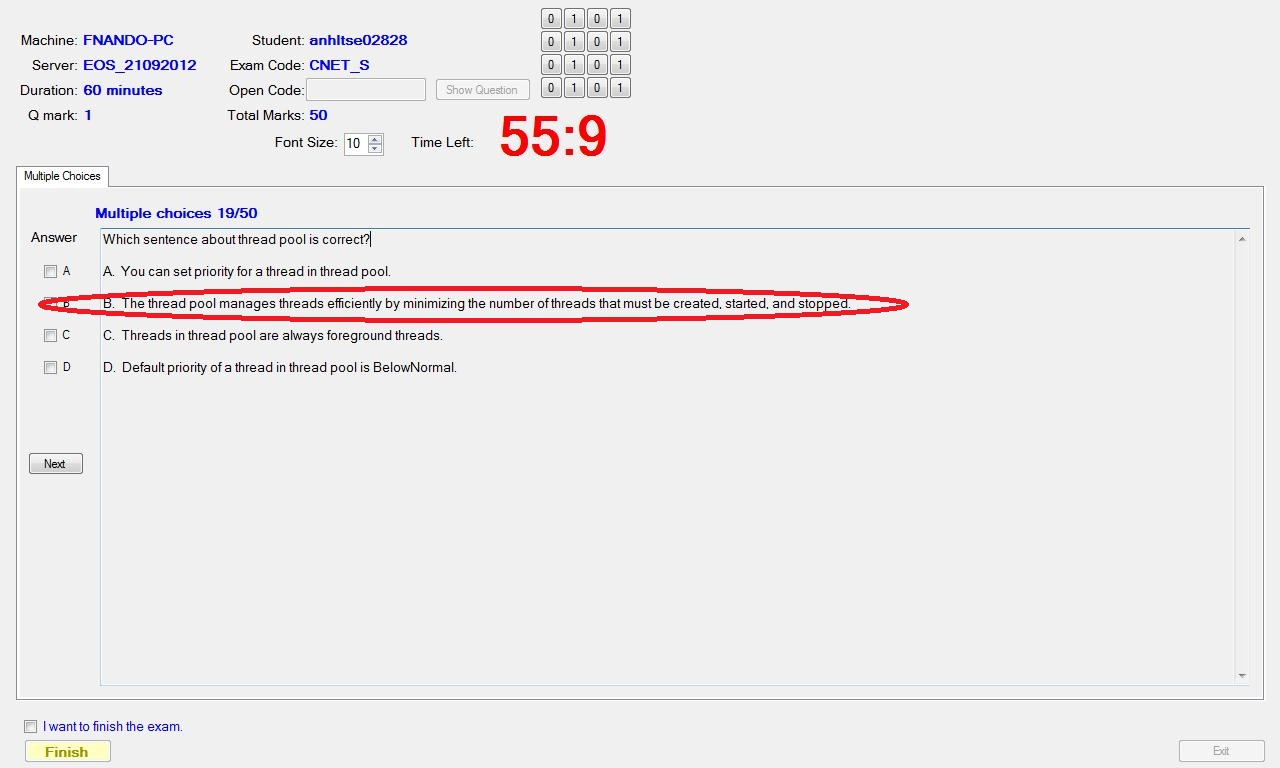 Machine: FNANDO-PC Student: anhltse02828
Server: EOS_21092012 Exam Code: CNET_S
Duration: 60 minutes Open Code: Show Question
Q mark: 1 Total Marks: 50
0 1 0 1
0 1 0 1
0 1 0 1
0 1 0 1
Font Size: 10 Time Left: 55:9
Multiple Choices
Multiple choices 19/50
Answer
Which sentence about thread pool is correct?
A A. You can set priority for a thread in thread pool.
B B. The thread pool manages threads efficiently by minimizing the number of threads that must be created, started, and stopped.
C C. Threads in thread pool are always foreground threads.
D D. Default priority of a thread in thread pool is BelowNormal.
Next
I want to finish the exam.
Finish Exit